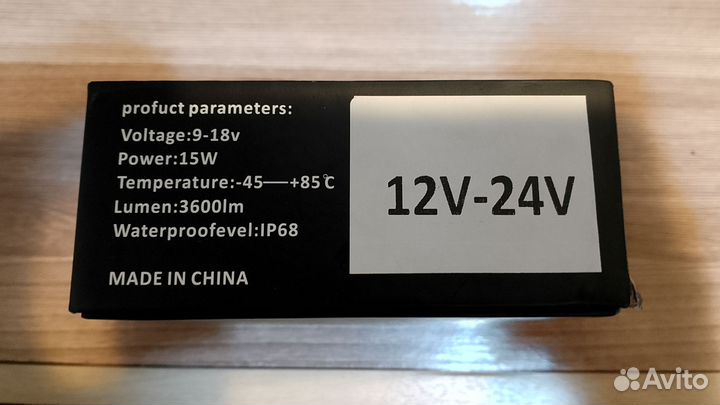 profuct parameters:
Voltage:9-18v
Power:15W
Temperature:-45—+85℃
Lumen:3600lm
Waterproofevel:IP68
MADE IN CHINA
12V-24V
Avito